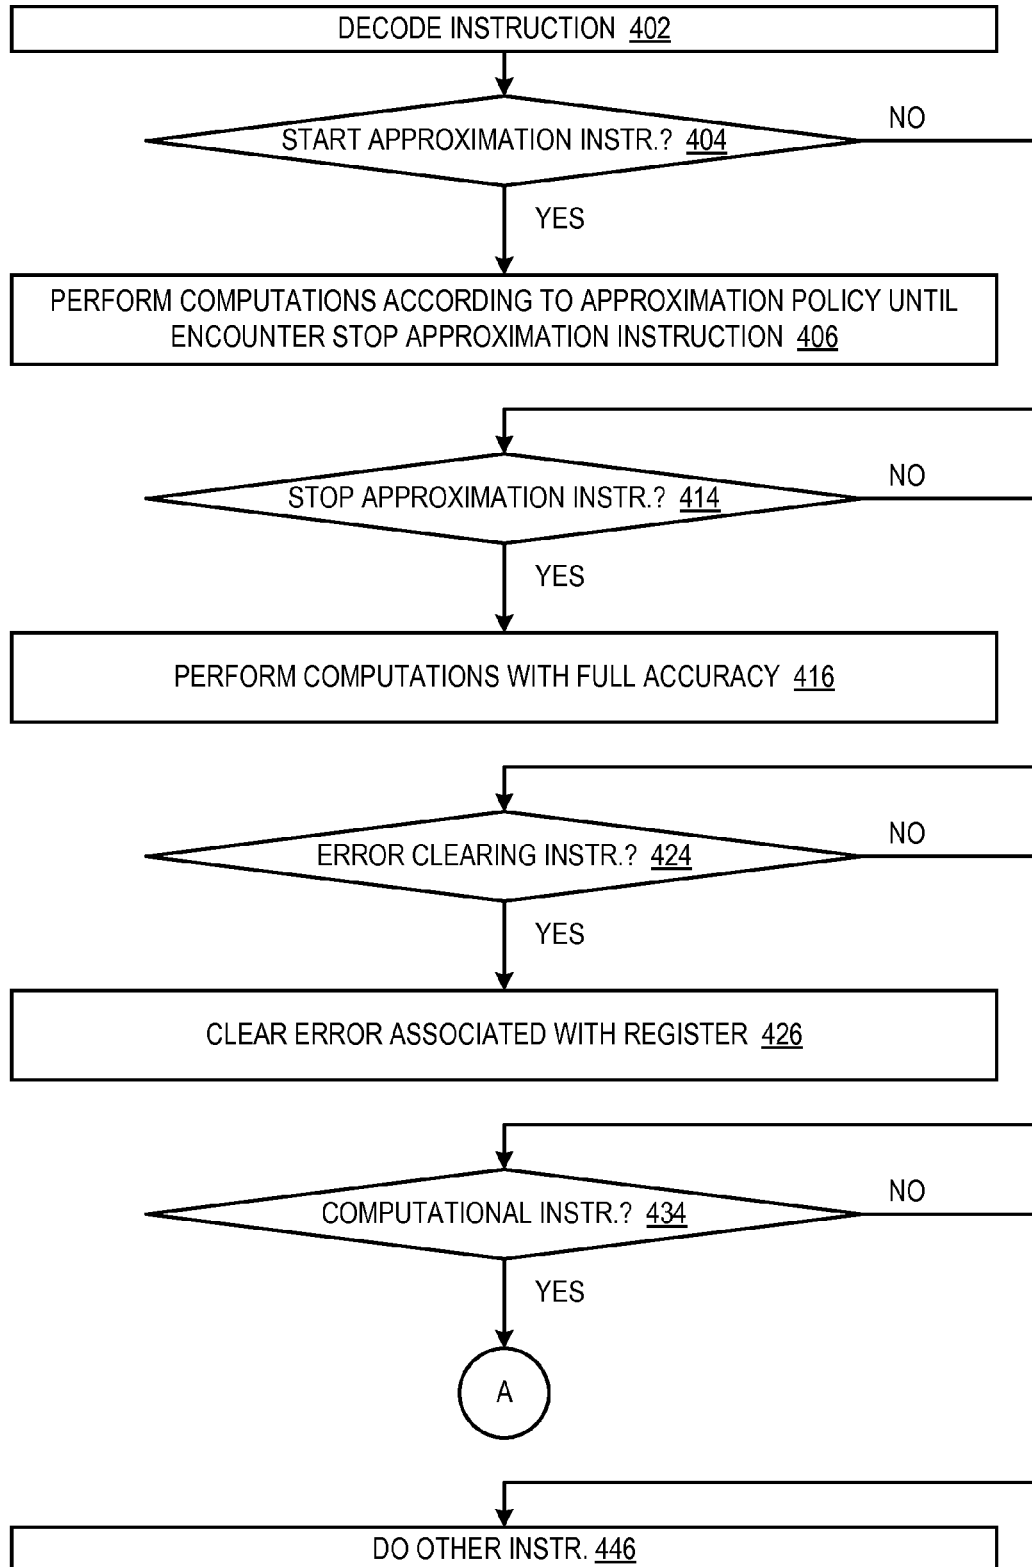 DECODE INSTRUCTION 402
START APPROXIMATION INSTR.? 404
NO
YES
PERFORM COMPUTATIONS ACCORDING TO APPROXIMATION POLICY UNTIL
ENCOUNTER STOP APPROXIMATION INSTRUCTION 406
STOP APPROXIMATION INSTR.? 414
NO
YES
PERFORM COMPUTATIONS WITH FULL ACCURACY 416
ERROR CLEARING INSTR.? 424
NO
YES
CLEAR ERROR ASSOCIATED WITH REGISTER 426
COMPUTATIONAL INSTR.? 434
NO
YES
A
DO OTHER INSTR. 446